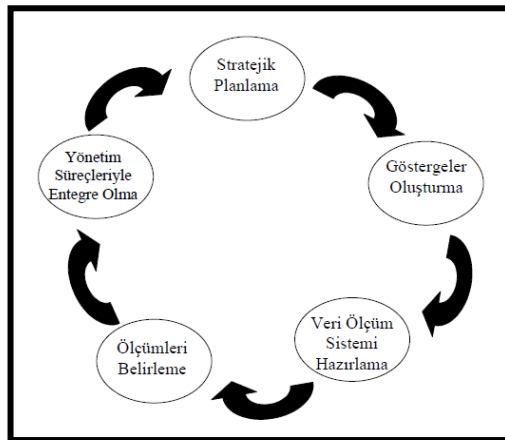 Stratejik
Planlama
Göstergeler
Oluşturma
Veri Ölçüm
Sistemi
Hazırlama
Ölçümleri
Belirleme
Yönetim
Süreçleriyle
Entegre Olma